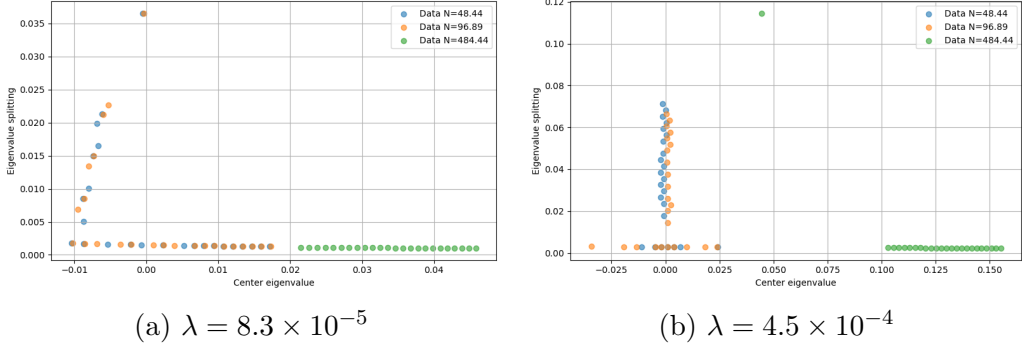 0.035
0.030
0.025
0.020
0.015
0.010
0.005
0.000
Eigenvalue splitting
−0.01 0.00 0.01 0.02 0.03 0.04
Center eigenvalue
Data N=48.44
Data N=96.89
Data N=484.44
(a) λ = 8.3 × 10⁻⁵
0.12
0.10
0.08
0.06
0.04
0.02
0.00
Eigenvalue splitting
−0.025 0.000 0.025 0.050 0.075 0.100 0.125 0.150
Center eigenvalue
Data N=48.44
Data N=96.89
Data N=484.44
(b) λ = 4.5 × 10⁻⁴